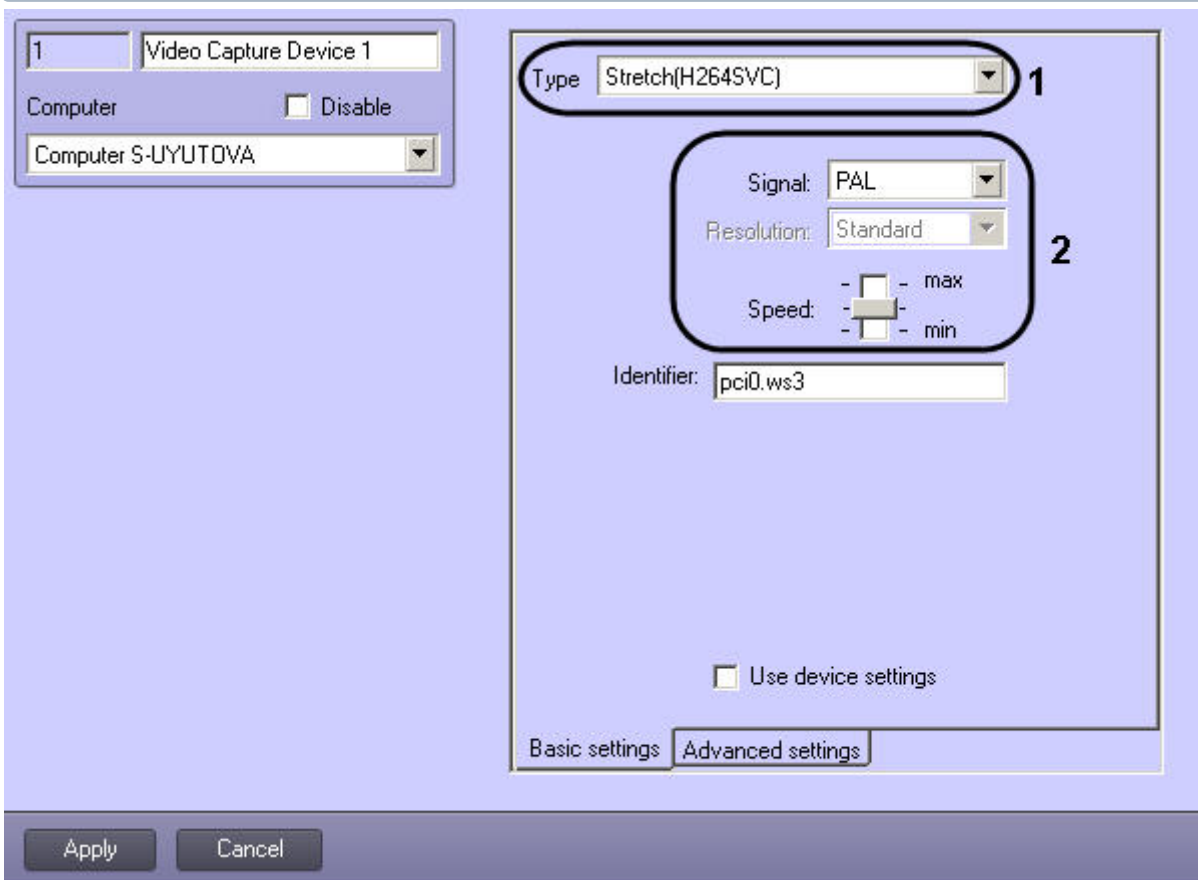 1 Video Capture Device 1
Computer Disable
Computer S-UYUTOVA
Type Stretch(H264SVC) 1
Signal: PAL
Resolution: Standard
2
max
Speed:
min
Identifier: pci0.ws3
Use device settings
Basic settings Advanced settings
Apply Cancel